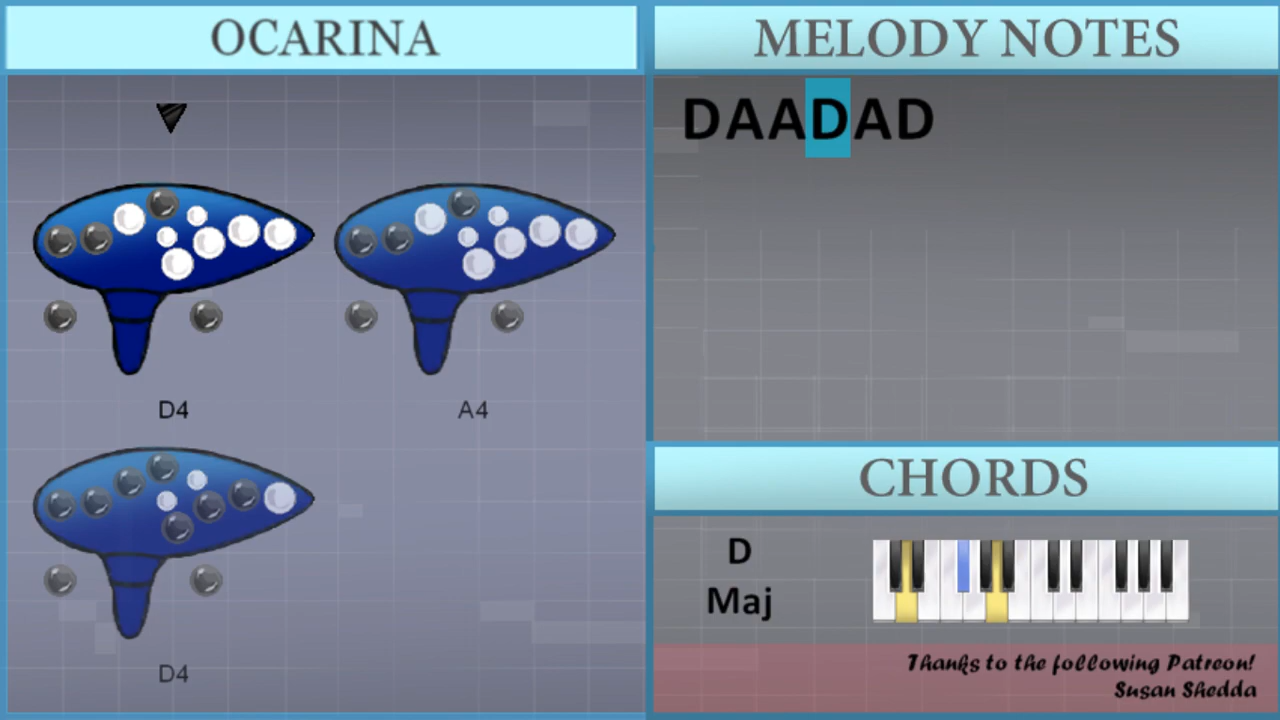 OCARINA
D4
A4
D4
MELODY NOTES
DAADAD
CHORDS
D
Maj
Thanks to the following Patreon!
Susan Shedda